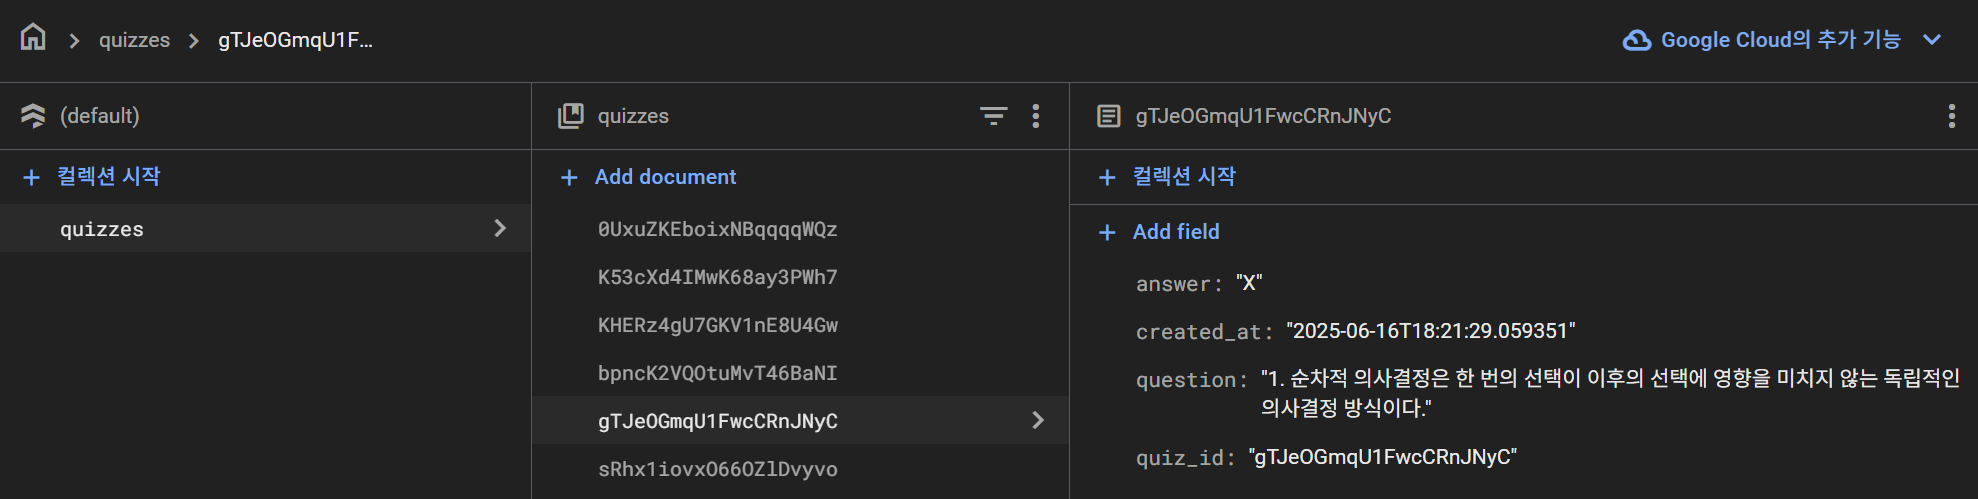 quizzes
gTJeOGmqU1F...
Google Cloud의 추가 기능
(default)
컬렉션 시작
quizzes
quizzes
Add document
0UxuZKEboixNBqqqqWQz
K53cXd4IMwK68ay3PWh7
KHERz4gU7GKV1nE8U4Gw
bpncK2VQOtuMvT46BaNI
gTJeOGmqU1FwcCRnJNyC
sRhx1iovxO66OZlDvyvo
gTJeOGmqU1FwcCRnJNyC
컬렉션 시작
Add field
answer: "X"
created_at: "2025-06-16T18:21:29.059351"
question: "1. 순차적 의사결정은 한 번의 선택이 이후의 선택에 영향을 미치지 않는 독립적인
의사결정 방식이다."
quiz_id: "gTJeOGmqU1FwcCRnJNyC"